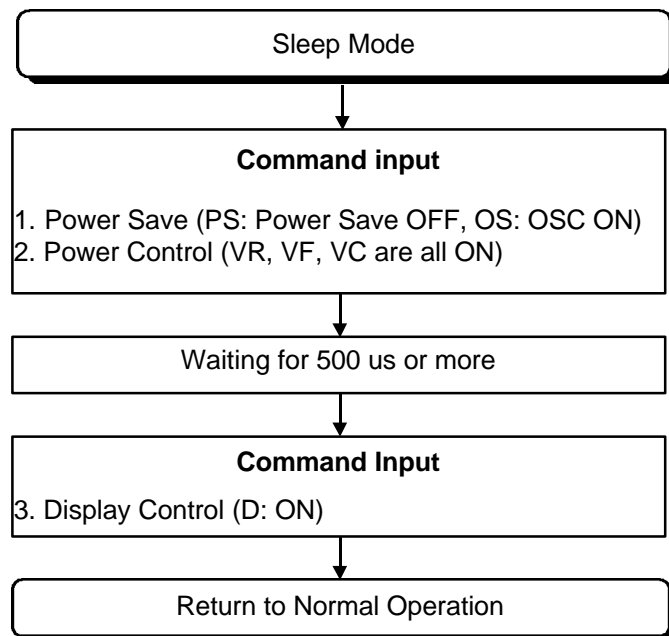 Sleep Mode
Command input
1. Power Save (PS: Power Save OFF, OS: OSC ON)
2. Power Control (VR, VF, VC are all ON)
Waiting for 500 us or more
Command Input
3. Display Control (D: ON)
Return to Normal Operation